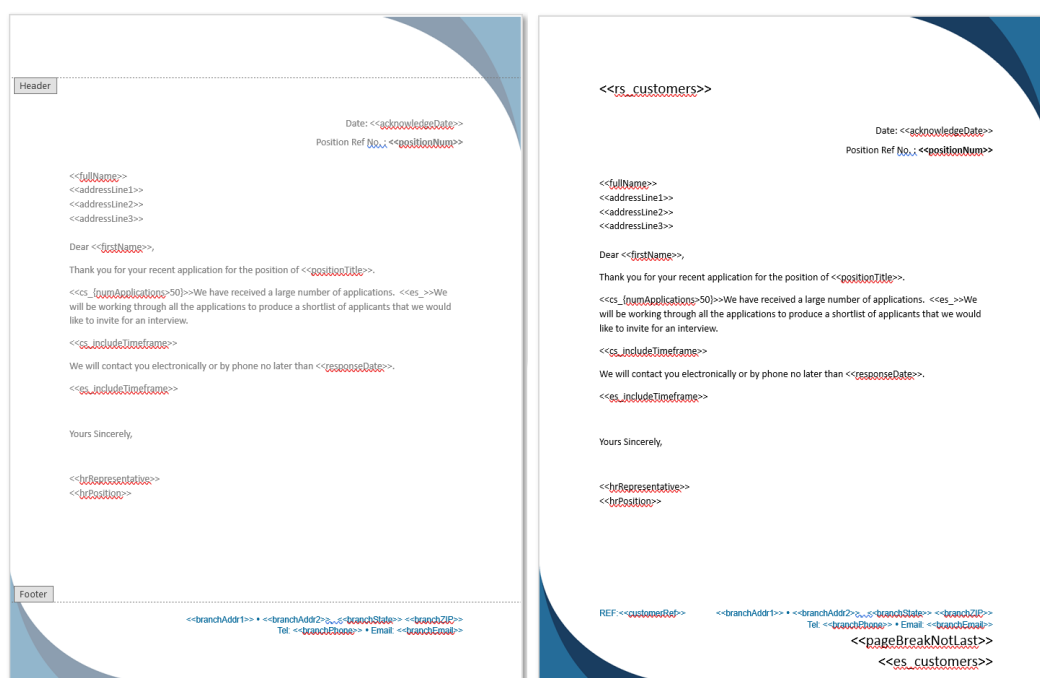 Header
Date: <<acknowledgeDate>>
Position Ref No. : <<positionNum>>
<<fullName>>
<<addressLine1>>
<<addressLine2>>
<<addressLine3>>
Dear <<firstName>>,
Thank you for your recent application for the position of <<positionTitle>>.
<<cs_{numApplications>50}>>We have received a large number of applications. <<es_>>We
will be working through all the applications to produce a shortlist of applicants that we would
like to invite for an interview.
<<cs_includeTimeframe>>
We will contact you electronically or by phone no later than <<responseDate>>.
<<es_includeTimeframe>>
Yours Sincerely,
<<hrRepresentative>>
<<hrPosition>>
Footer
<<branchAddr1>> • <<branchAddr2>>, <<branchState>> <<branchZIP>>
Tel: <<branchPhone>> • Email: <<branchEmail>>
<<rs_customers>>
Date: <<acknowledgeDate>>
Position Ref No. : <<positionNum>>
<<fullName>>
<<addressLine1>>
<<addressLine2>>
<<addressLine3>>
Dear <<firstName>>,
Thank you for your recent application for the position of <<positionTitle>>.
<<cs_{numApplications>50}>>We have received a large number of applications. <<es_>>We
will be working through all the applications to produce a shortlist of applicants that we would
like to invite for an interview.
<<cs_includeTimeframe>>
We will contact you electronically or by phone no later than <<responseDate>>.
<<es_includeTimeframe>>
Yours Sincerely,
<<hrRepresentative>>
<<hrPosition>>
REF:<<customerRef>> <<branchAddr1>> • <<branchAddr2>>, <<branchState>> <<branchZIP>>
Tel: <<branchPhone>> • Email: <<branchEmail>>
<<pageBreakNotLast>>
<<es_customers>>